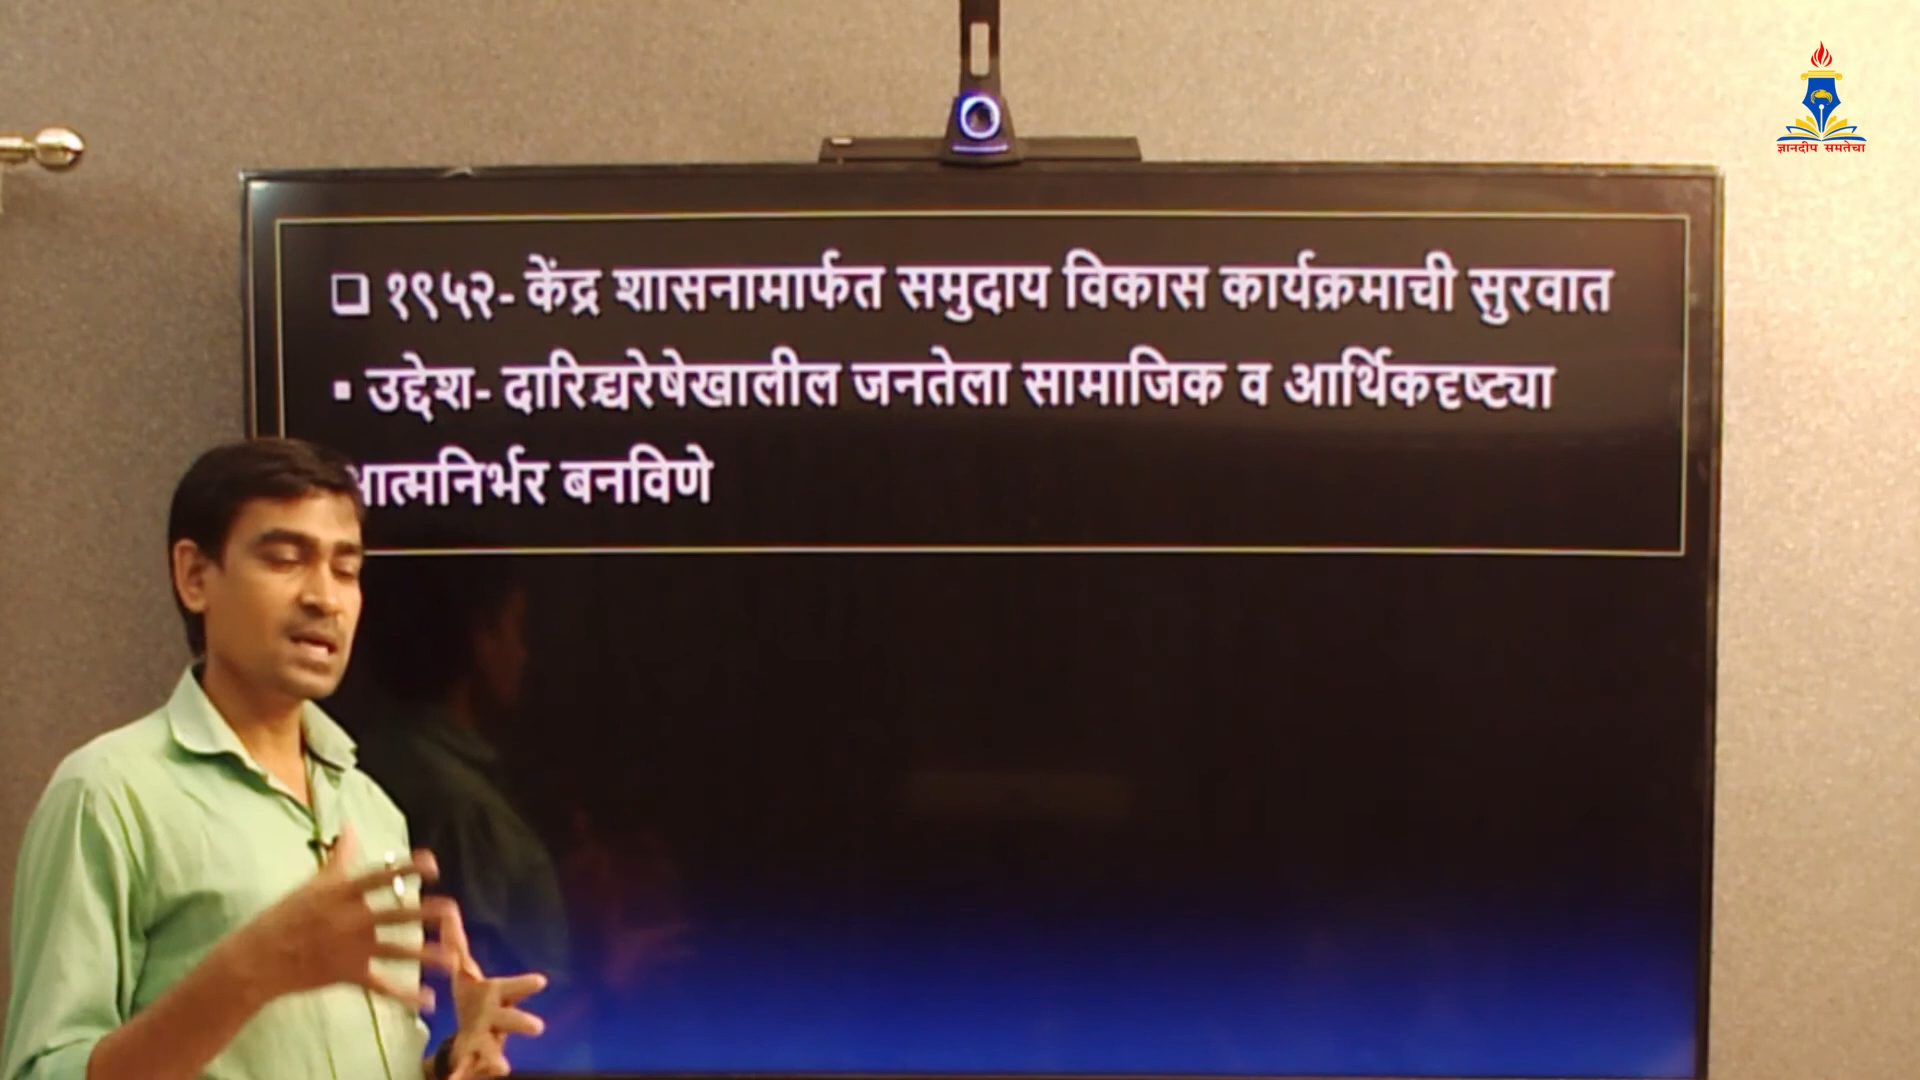 ज्ञानदीप समतेचा
❑ १९५२- केंद्र शासनामार्फत समुदाय विकास कार्यक्रमाची सुरवात
▪ उद्देश- दारिद्र्यरेषेखालील जनतेला सामाजिक व आर्थिकदृष्ट्या
आत्मनिर्भर बनविणे